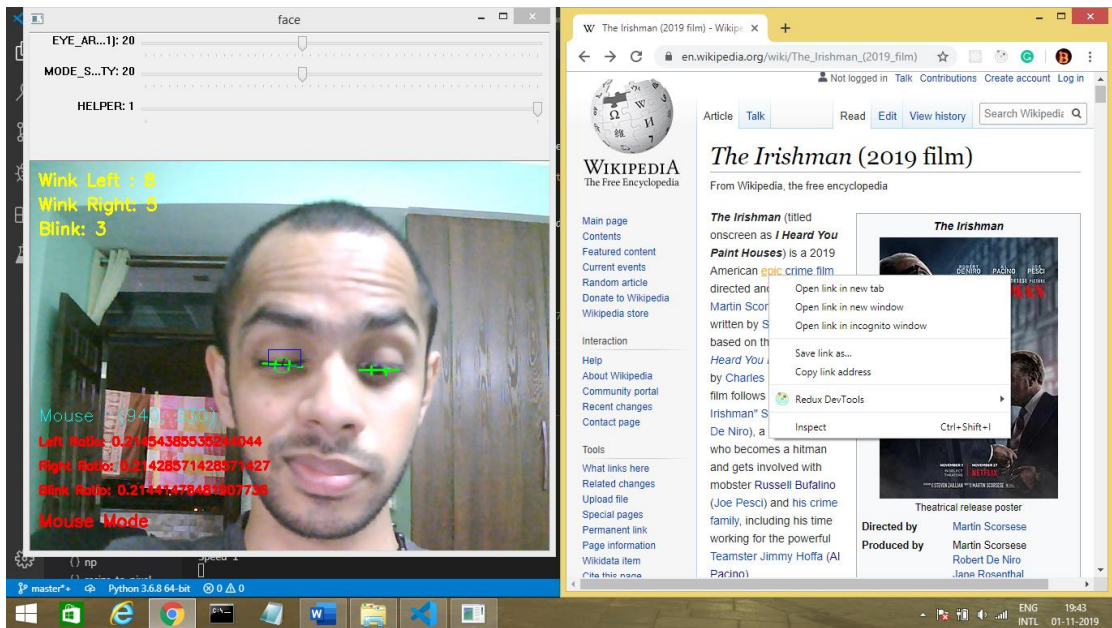 face
EYE_AR...1): 20
MODE_S...TY: 20
HELPER: 1
Wink Left : 8
Wink Right: 5
Blink: 3
Mouse : (940, 550)
Left Ratio: 0.21454385535244044
Right Ratio: 0.21428571428571427
Blink Ratio: 0.21441478481907736
Mouse Mode
Speed 1
{} np
master*+ Python 3.6.8 64-bit 0 0
The Irishman (2019 film) - Wikipe
en.wikipedia.org/wiki/The_Irishman_(2019_film)
Not logged in Talk Contributions Create account Log in
Article Talk Read Edit View history Search Wikipedia
WIKIPEDIA
The Free Encyclopedia
Main page
Contents
Featured content
Current events
Random article
Donate to Wikipedia
Wikipedia store
Interaction
Help
About Wikipedia
Community portal
Recent changes
Contact page
Tools
What links here
Related changes
Upload file
Special pages
Permanent link
Page information
Wikidata item
Cite this page
The Irishman (2019 film)
From Wikipedia, the free encyclopedia
The Irishman (titled
onscreen as I Heard You
Paint Houses) is a 2019
American epic crime film
directed and
Martin Scor
written by S
based on th
Heard You
by Charles
film follows
Irishman" S
De Niro), a
who becomes a hitman
and gets involved with
mobster Russell Bufalino
(Joe Pesci) and his crime
family, including his time
working for the powerful
Teamster Jimmy Hoffa (Al
Pacino)
The Irishman
DE NIRO PACINO PESCI
Open link in new tab
Open link in new window
Open link in incognito window
Save link as...
Copy link address
Redux DevTools
Inspect Ctrl+Shift+I
NETFLIX
Theatrical release poster
Directed by Martin Scorsese
Produced by Martin Scorsese
Robert De Niro
Jane Rosenthal
ENG 19:43
INTL 01-11-2019